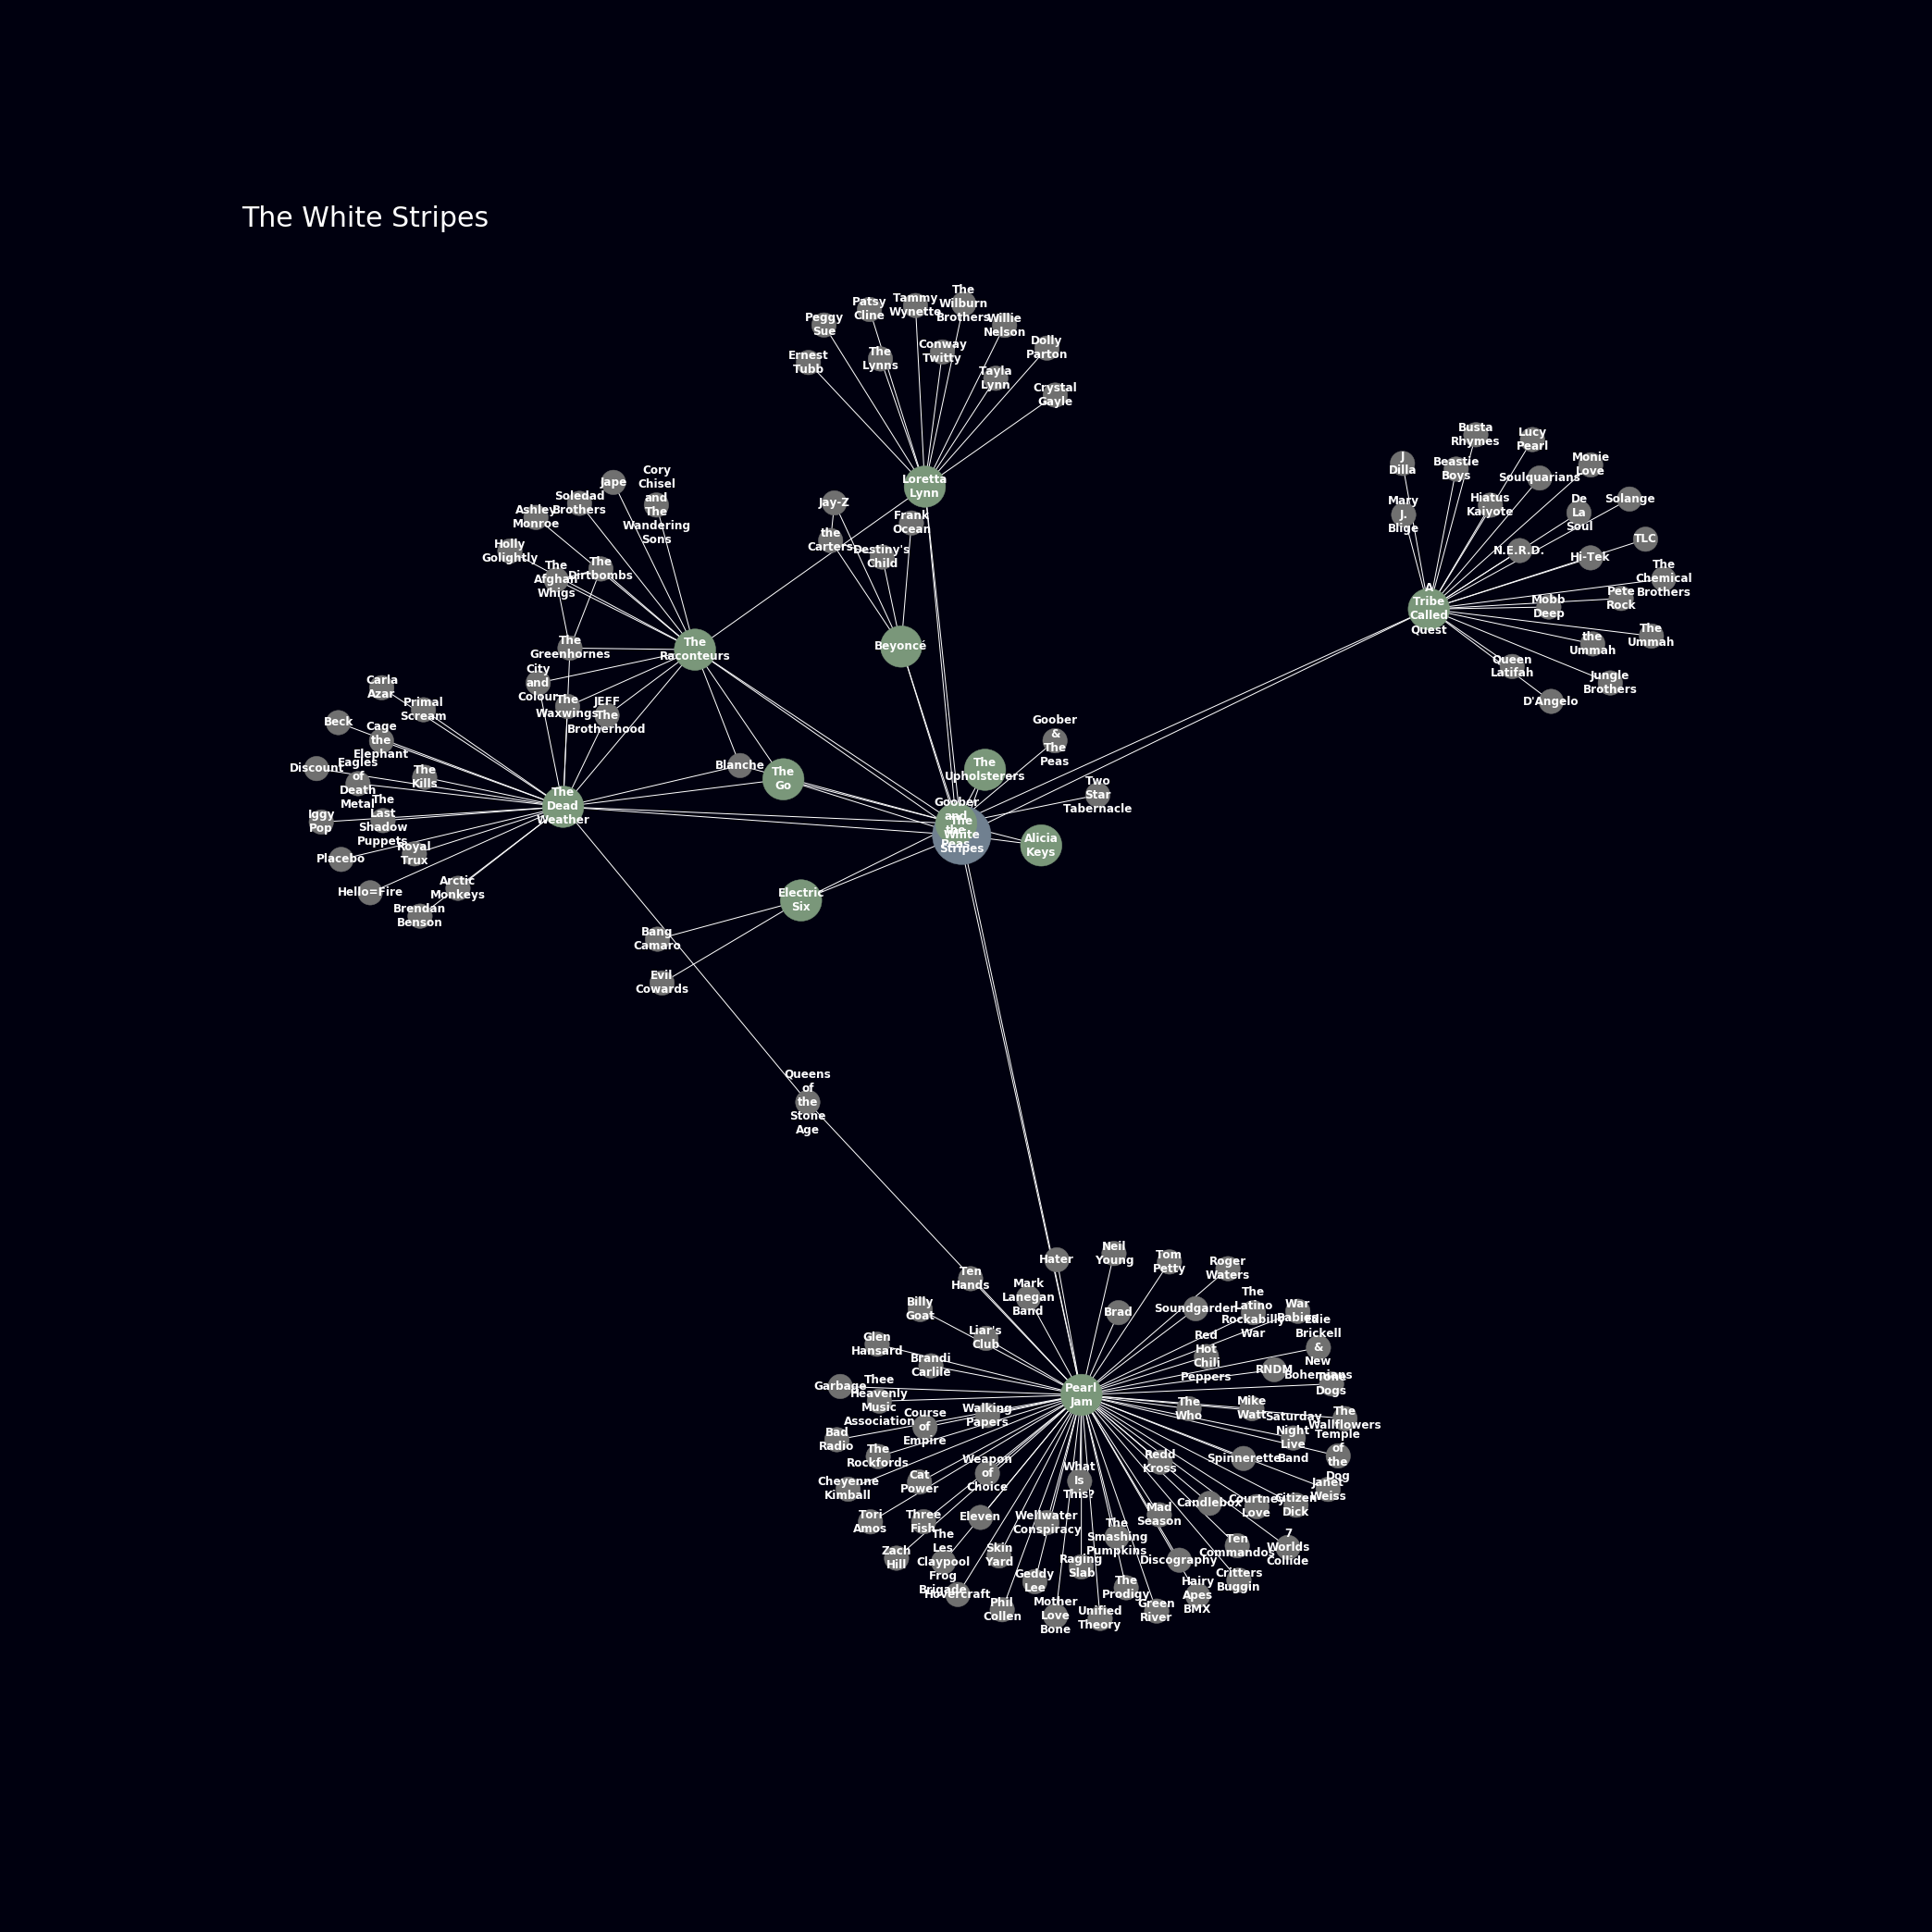 The White Stripes
The
Wilburn
Brothers
Tammy
Wynette
Patsy
Cline
Peggy
Sue
Willie
Nelson
Dolly
Parton
Conway
Twitty
The
Lynns
Ernest
Tubb
Tayla
Lynn
Crystal
Gayle
Loretta
Lynn
Busta
Rhymes
Lucy
Pearl
J
Dilla
Beastie
Boys
Monie
Love
Soulquarians
Mary
J.
Blige
Hiatus
Kaiyote
De
La
Soul
Solange
N.E.R.D.
TLC
Hi-Tek
The
Chemical
Brothers
A
Tribe
Called
Quest
Mobb
Deep
Pete
Rock
The
Ummah
the
Ummah
Queen
Latifah
Jungle
Brothers
D'Angelo
Cory
Chisel
and
The
Wandering
Sons
Jape
Soledad
Brothers
Ashley
Monroe
Holly
Golightly
The
Afghan
Whigs
The
Dirtbombs
Jay-Z
Frank
Ocean
the
Carters
Destiny's
Child
Beyoncé
The
Raconteurs
The
Greenhornes
City
and
Colour
The
Waxwings
JEFF
The
Brotherhood
Carla
Azar
Primal
Scream
Beck
Cage
the
Elephant
Discount
Eagles
of
Death
Metal
The
Kills
The
Last
Shadow
Puppets
Iggy
Pop
The
Dead
Weather
Placebo
Royal
Trux
Hello=Fire
Arctic
Monkeys
Brendan
Benson
Blanche
The
Go
The
Upholsterers
Goober
&
The
Peas
Two
Star
Tabernacle
Goober
and
the
Peas
The
White
Stripes
Alicia
Keys
Electric
Six
Bang
Camaro
Evil
Cowards
Queens
of
the
Stone
Age
Hater
Neil
Young
Tom
Petty
Roger
Waters
Ten
Hands
Mark
Lanegan
Band
Billy
Goat
Brad
Soundgarden
The
Latino
Rockabilly
War
War
Babies
Edie
Brickell
&
New
Bohemians
Liar's
Club
Glen
Hansard
Brandi
Carlile
Red
Hot
Chili
Peppers
RNDM
Tone
Dogs
Garbage
Thee
Heavenly
Music
Association
Pearl
Jam
The
Who
Mike
Watt
The
Wallflowers
Walking
Papers
Course
of
Empire
Saturday
Night
Live
Band
Temple
of
the
Dog
Bad
Radio
The
Rockfords
Redd
Kross
Spinnerette
Weapon
of
Choice
What
Is
This?
Cat
Power
Cheyenne
Kimball
Janet
Weiss
Candlebox
Courtney
Love
Citizen
Dick
Mad
Season
Tori
Amos
Three
Fish
Eleven
Wellwater
Conspiracy
The
Smashing
Pumpkins
Ten
Commandos
7
Worlds
Collide
Zach
Hill
The
Les
Claypool
Frog
Brigade
Skin
Yard
Raging
Slab
Discography
Critters
Buggin
Hovercraft
Geddy
Lee
The
Prodigy
Hairy
Apes
BMX
Phil
Collen
Mother
Love
Bone
Unified
Theory
Green
River